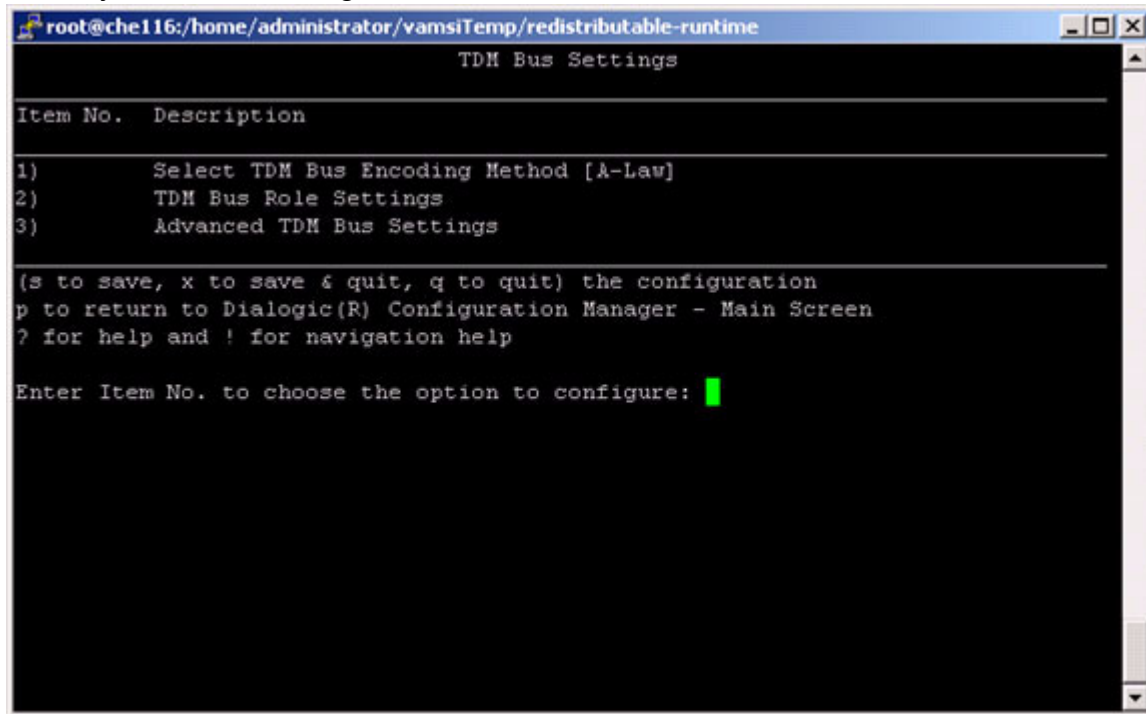 root@che116:/home/administrator/vamsiTemp/redistributable-runtime
TDM Bus Settings
Item No. Description
1) Select TDM Bus Encoding Method [A-Law]
2) TDM Bus Role Settings
3) Advanced TDM Bus Settings
(s to save, x to save & quit, q to quit) the configuration
p to return to Dialogic(R) Configuration Manager - Main Screen
? for help and ! for navigation help
Enter Item No. to choose the option to configure: